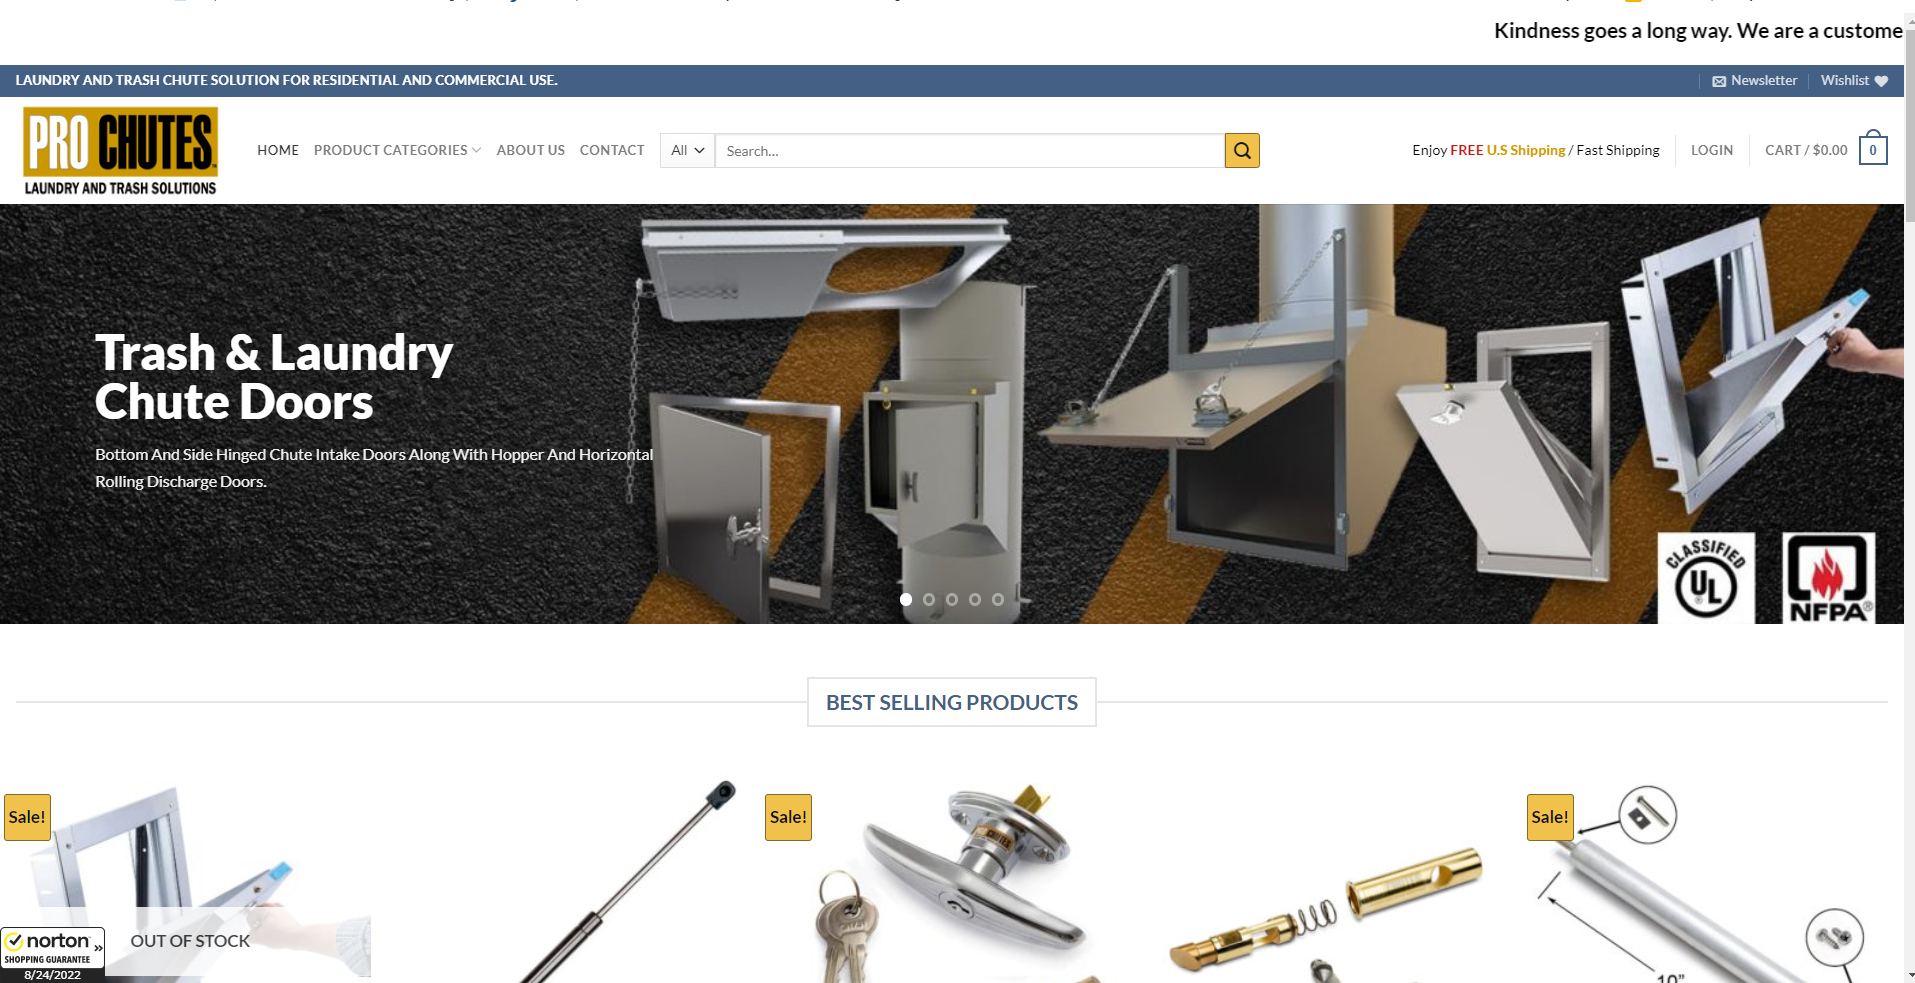 Kindness goes a long way. We are a custome
LAUNDRY AND TRASH CHUTE SOLUTION FOR RESIDENTIAL AND COMMERCIAL USE.
Newsletter
Wishlist
PRO CHUTES
LAUNDRY AND TRASH SOLUTIONS
HOME
PRODUCT CATEGORIES
ABOUT US
CONTACT
All
Search...
Enjoy FREE U.S Shipping / Fast Shipping
LOGIN
CART / $0.00
0
Trash & Laundry
Chute Doors
Bottom And Side Hinged Chute Intake Doors Along With Hopper And Horizontal
Rolling Discharge Doors.
CLASSIFIED
UL
NFPA®
BEST SELLING PRODUCTS
Sale!
Sale!
Sale!
PRO CHUTES
OUT OF STOCK
norton
SHOPPING GUARANTEE
8/24/2022
10"